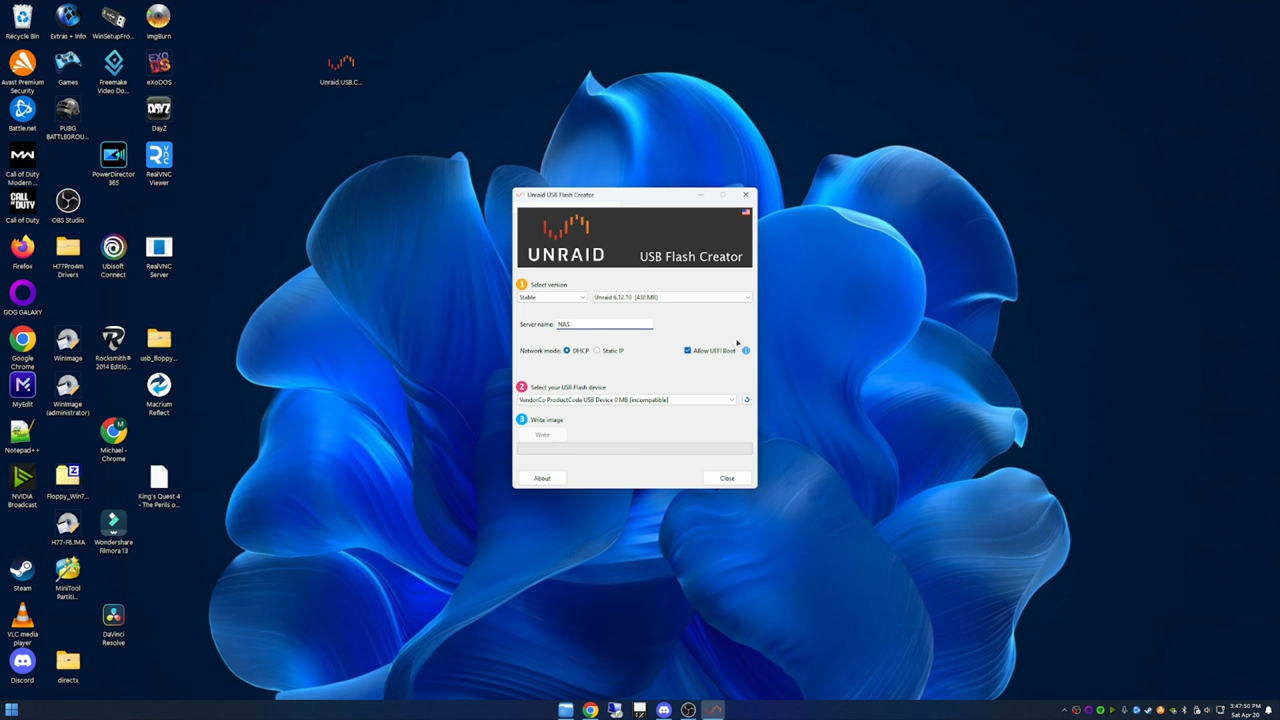 Recycle Bin
Extras + Info
WinSetupFro...
ImgBurn
Avast Premium
Security
Games
Freemake
Video Do...
eXoDOS
Unraid.USB.C...
Battle.net
PUBG
BATTLEGROU...
DayZ
Call of Duty
Modern ...
PowerDirector
365
RealVNC
Viewer
Call of Duty
OBS Studio
Firefox
H77Pro4m
Drivers
Ubisoft
Connect
RealVNC
Server
GOG GALAXY
Google
Chrome
WinImage
Rocksmith®
2014 Editio...
usb_floppy...
MyEdit
WinImage
(administrator)
Macrium
Reflect
Notepad++
Michael -
Chrome
NVIDIA
Broadcast
Floppy_Win7...
King's Quest 4
- The Perils o...
H77-F6.IMA
Wondershare
Filmora 13
Steam
MiniTool
Partiti...
VLC media
player
DaVinci
Resolve
Discord
directx
Unraid USB Flash Creator
UNRAID
USB Flash Creator
1 Select version
Stable
Unraid 6.12.10 (438 MB)
Server name: NAS
Network mode: DHCP Static IP
Allow UEFI Boot
2 Select your USB Flash device
VendorCo ProductCode USB Device 0 MB [incompatible]
3 Write image
Write
About
Close
3:47:50 PM
Sat Apr 20